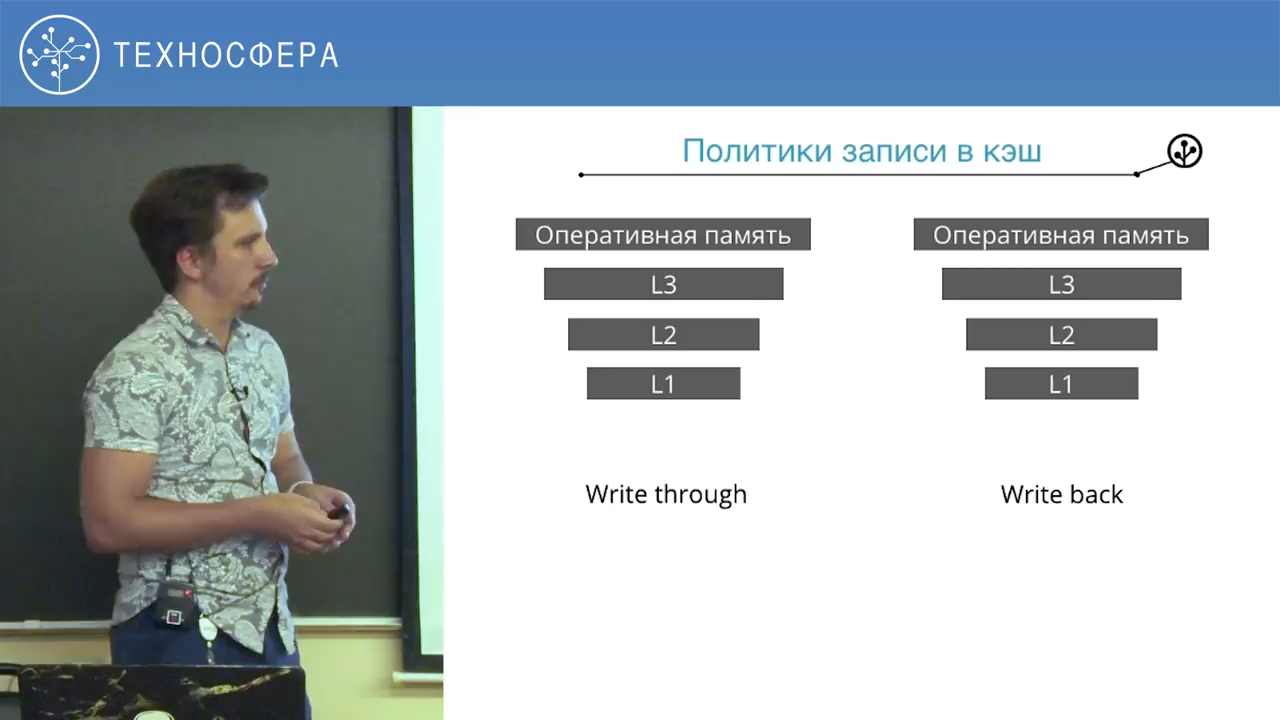 ТЕХНОСФЕРА
Политики записи в кэш
Оперативная память
L3
L2
L1
Write through
Оперативная память
L3
L2
L1
Write back